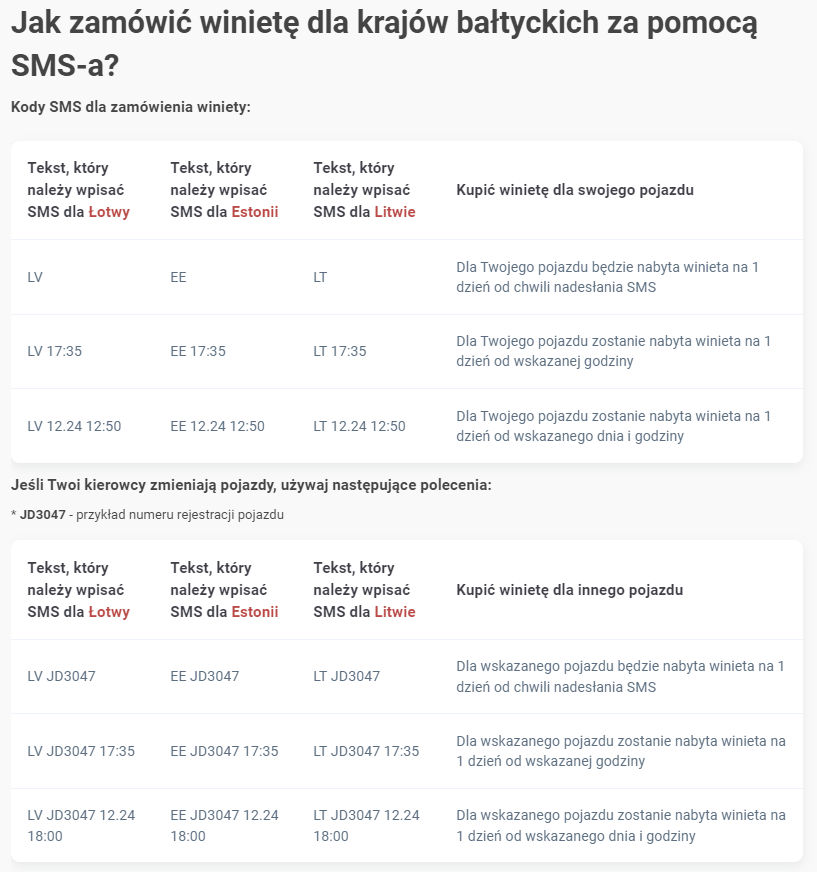 Jak zamówić winietę dla krajów bałtyckich za pomocą
SMS-a?
Kody SMS dla zamówienia winiety:
Tekst, który
należy wpisać
SMS dla Łotwy
Tekst, który
należy wpisać
SMS dla Estonii
Tekst, który
należy wpisać
SMS dla Litwie
Kupić winietę dla swojego pojazdu
LV
EE
LT
Dla Twojego pojazdu będzie nabyta winieta na 1
dzień od chwili nadesłania SMS
LV 17:35
EE 17:35
LT 17:35
Dla Twojego pojazdu zostanie nabyta winieta na 1
dzień od wskazanej godziny
LV 12.24 12:50
EE 12.24 12:50
LT 12.24 12:50
Dla Twojego pojazdu zostanie nabyta winieta na 1
dzień od wskazanego dnia i godziny
Jeśli Twoi kierowcy zmieniają pojazdy, używaj następujące polecenia:
* JD3047 - przykład numeru rejestracji pojazdu
Tekst, który
należy wpisać
SMS dla Łotwy
Tekst, który
należy wpisać
SMS dla Estonii
Tekst, który
należy wpisać
SMS dla Litwie
Kupić winietę dla innego pojazdu
LV JD3047
EE JD3047
LT JD3047
Dla wskazanego pojazdu będzie nabyta winieta na 1
dzień od chwili nadesłania SMS
LV JD3047 17:35
EE JD3047 17:35
LT JD3047 17:35
Dla wskazanego pojazdu zostanie nabyta winieta na
1 dzień od wskazanej godziny
LV JD3047 12.24
18:00
EE JD3047 12.24
18:00
LT JD3047 12.24
18:00
Dla wskazanego pojazdu zostanie nabyta winieta na
1 dzień od wskazanego dnia i godziny